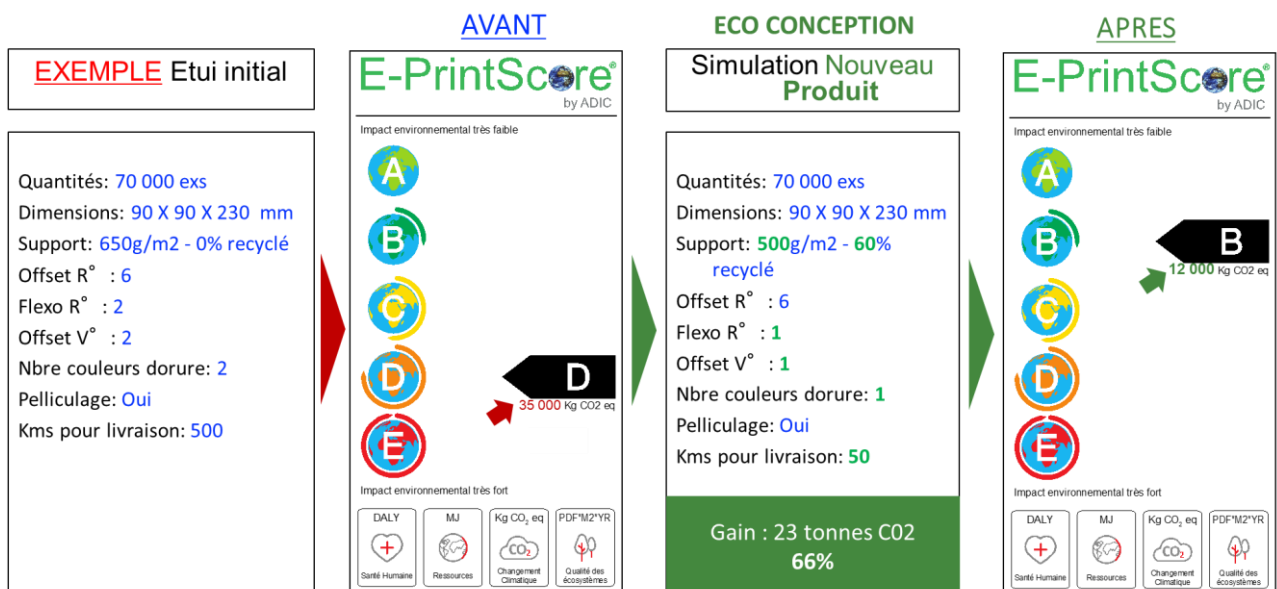 AVANT
ECO CONCEPTION
APRES
EXEMPLE Etui initial
Quantités: 70 000 exs
Dimensions: 90 X 90 X 230 mm
Support: 650g/m2 - 0% recyclé
Offset R° : 6
Flexo R° : 2
Offset V° : 2
Nbre couleurs dorure: 2
Pelliculage: Oui
Kms pour livraison: 500
E-PrintScore®
by ADIC
Impact environnemental très faible
A
B
C
D
D
35 000 Kg CO2 eq
E
Impact environnemental très fort
DALY
Santé Humaine
MJ
Ressources
Kg CO2 eq
CO2
Changement
Climatique
PDF*M2*YR
Qualité des
écosystèmes
Simulation Nouveau
Produit
Quantités: 70 000 exs
Dimensions: 90 X 90 X 230 mm
Support: 500g/m2 - 60%
recyclé
Offset R° : 6
Flexo R° : 1
Offset V° : 1
Nbre couleurs dorure: 1
Pelliculage: Oui
Kms pour livraison: 50
Gain : 23 tonnes C02
66%
E-PrintScore®
by ADIC
Impact environnemental très faible
A
B
B
12 000 Kg CO2 eq
C
D
E
Impact environnemental très fort
DALY
Santé Humaine
MJ
Ressources
Kg CO2 eq
CO2
Changement
Climatique
PDF*M2*YR
Qualité des
écosystèmes